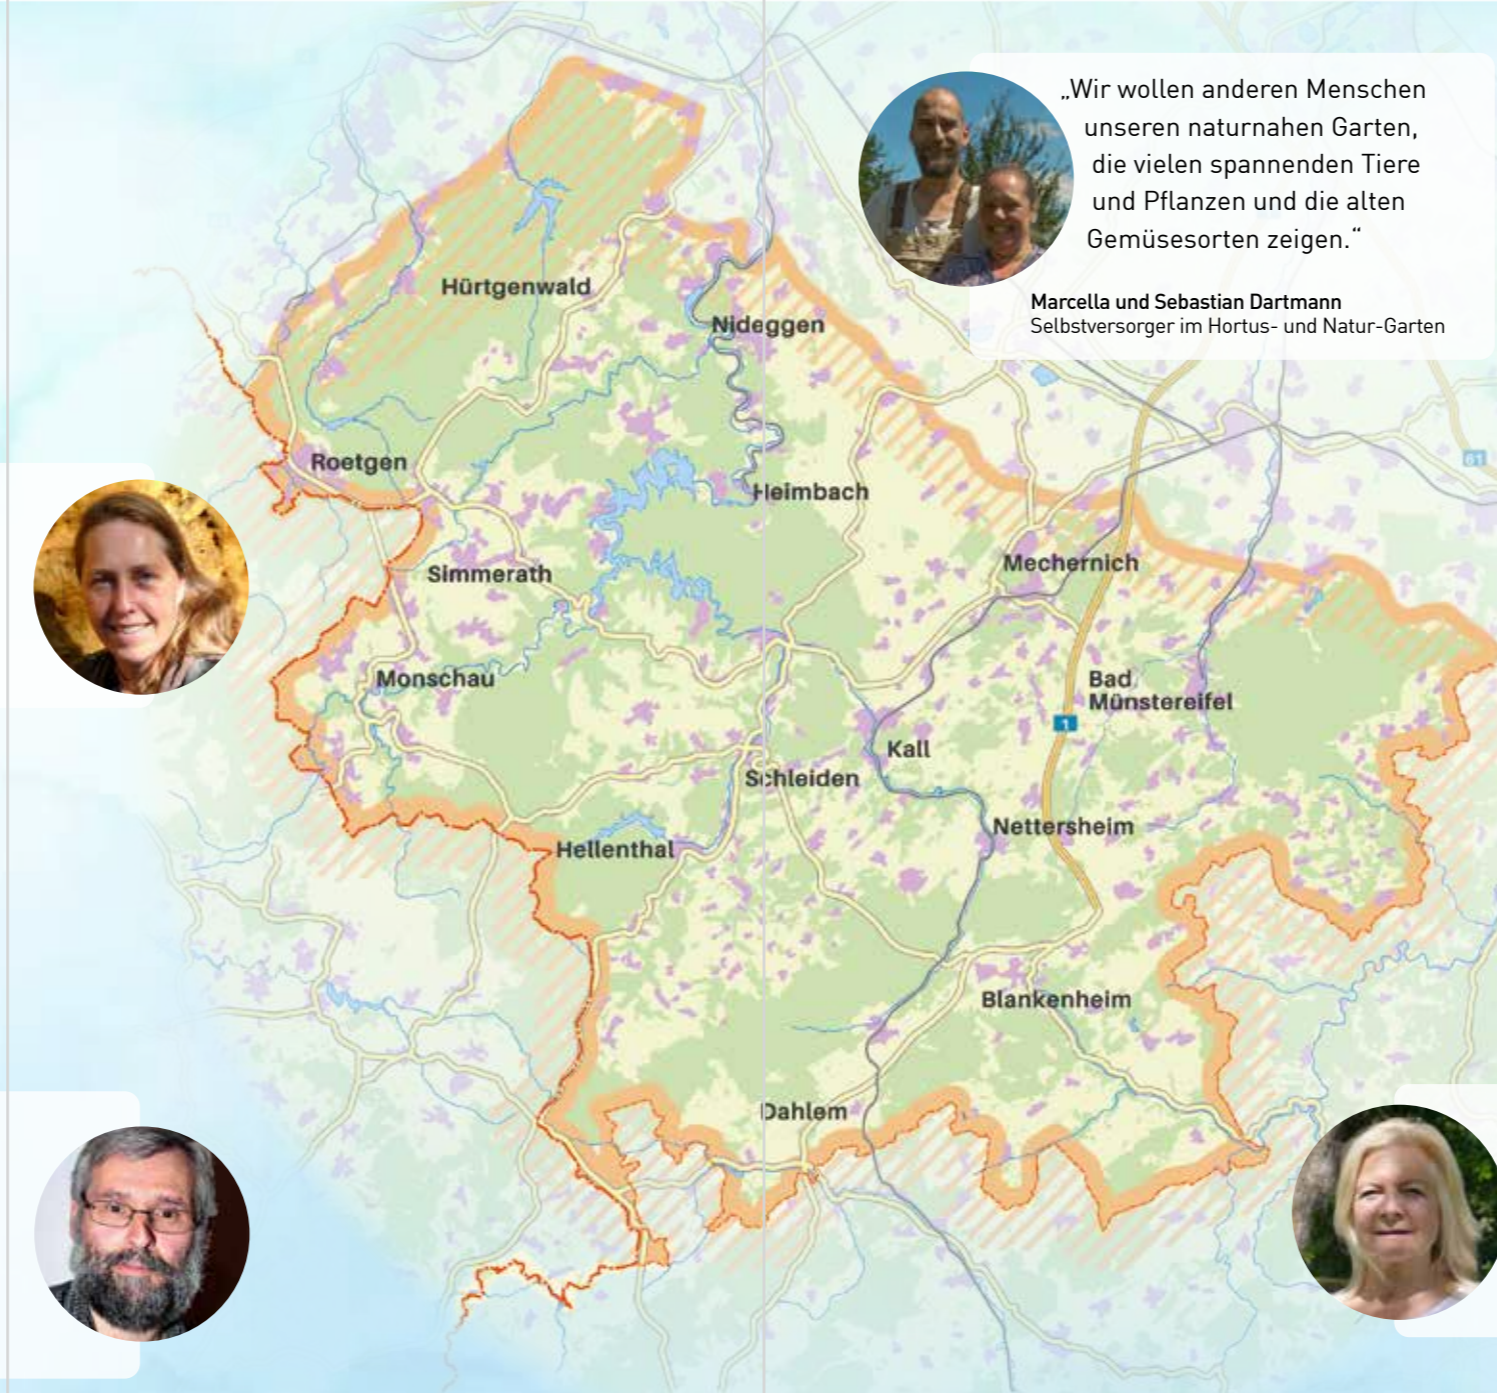 „Wir wollen anderen Menschen
unseren naturnahen Garten,
die vielen spannenden Tiere
und Pflanzen und die alten
Gemüsesorten zeigen.“
Marcella und Sebastian Dartmann
Selbstversorger im Hortus- und Natur-Garten
Hürtgenwald
Nideggen
Roetgen
61
Heimbach
Mechernich
Simmerath
Monschau
Bad
Münstereifel
1
Kall
Schleiden
Nettersheim
Hellenthal
Blankenheim
Dahlem